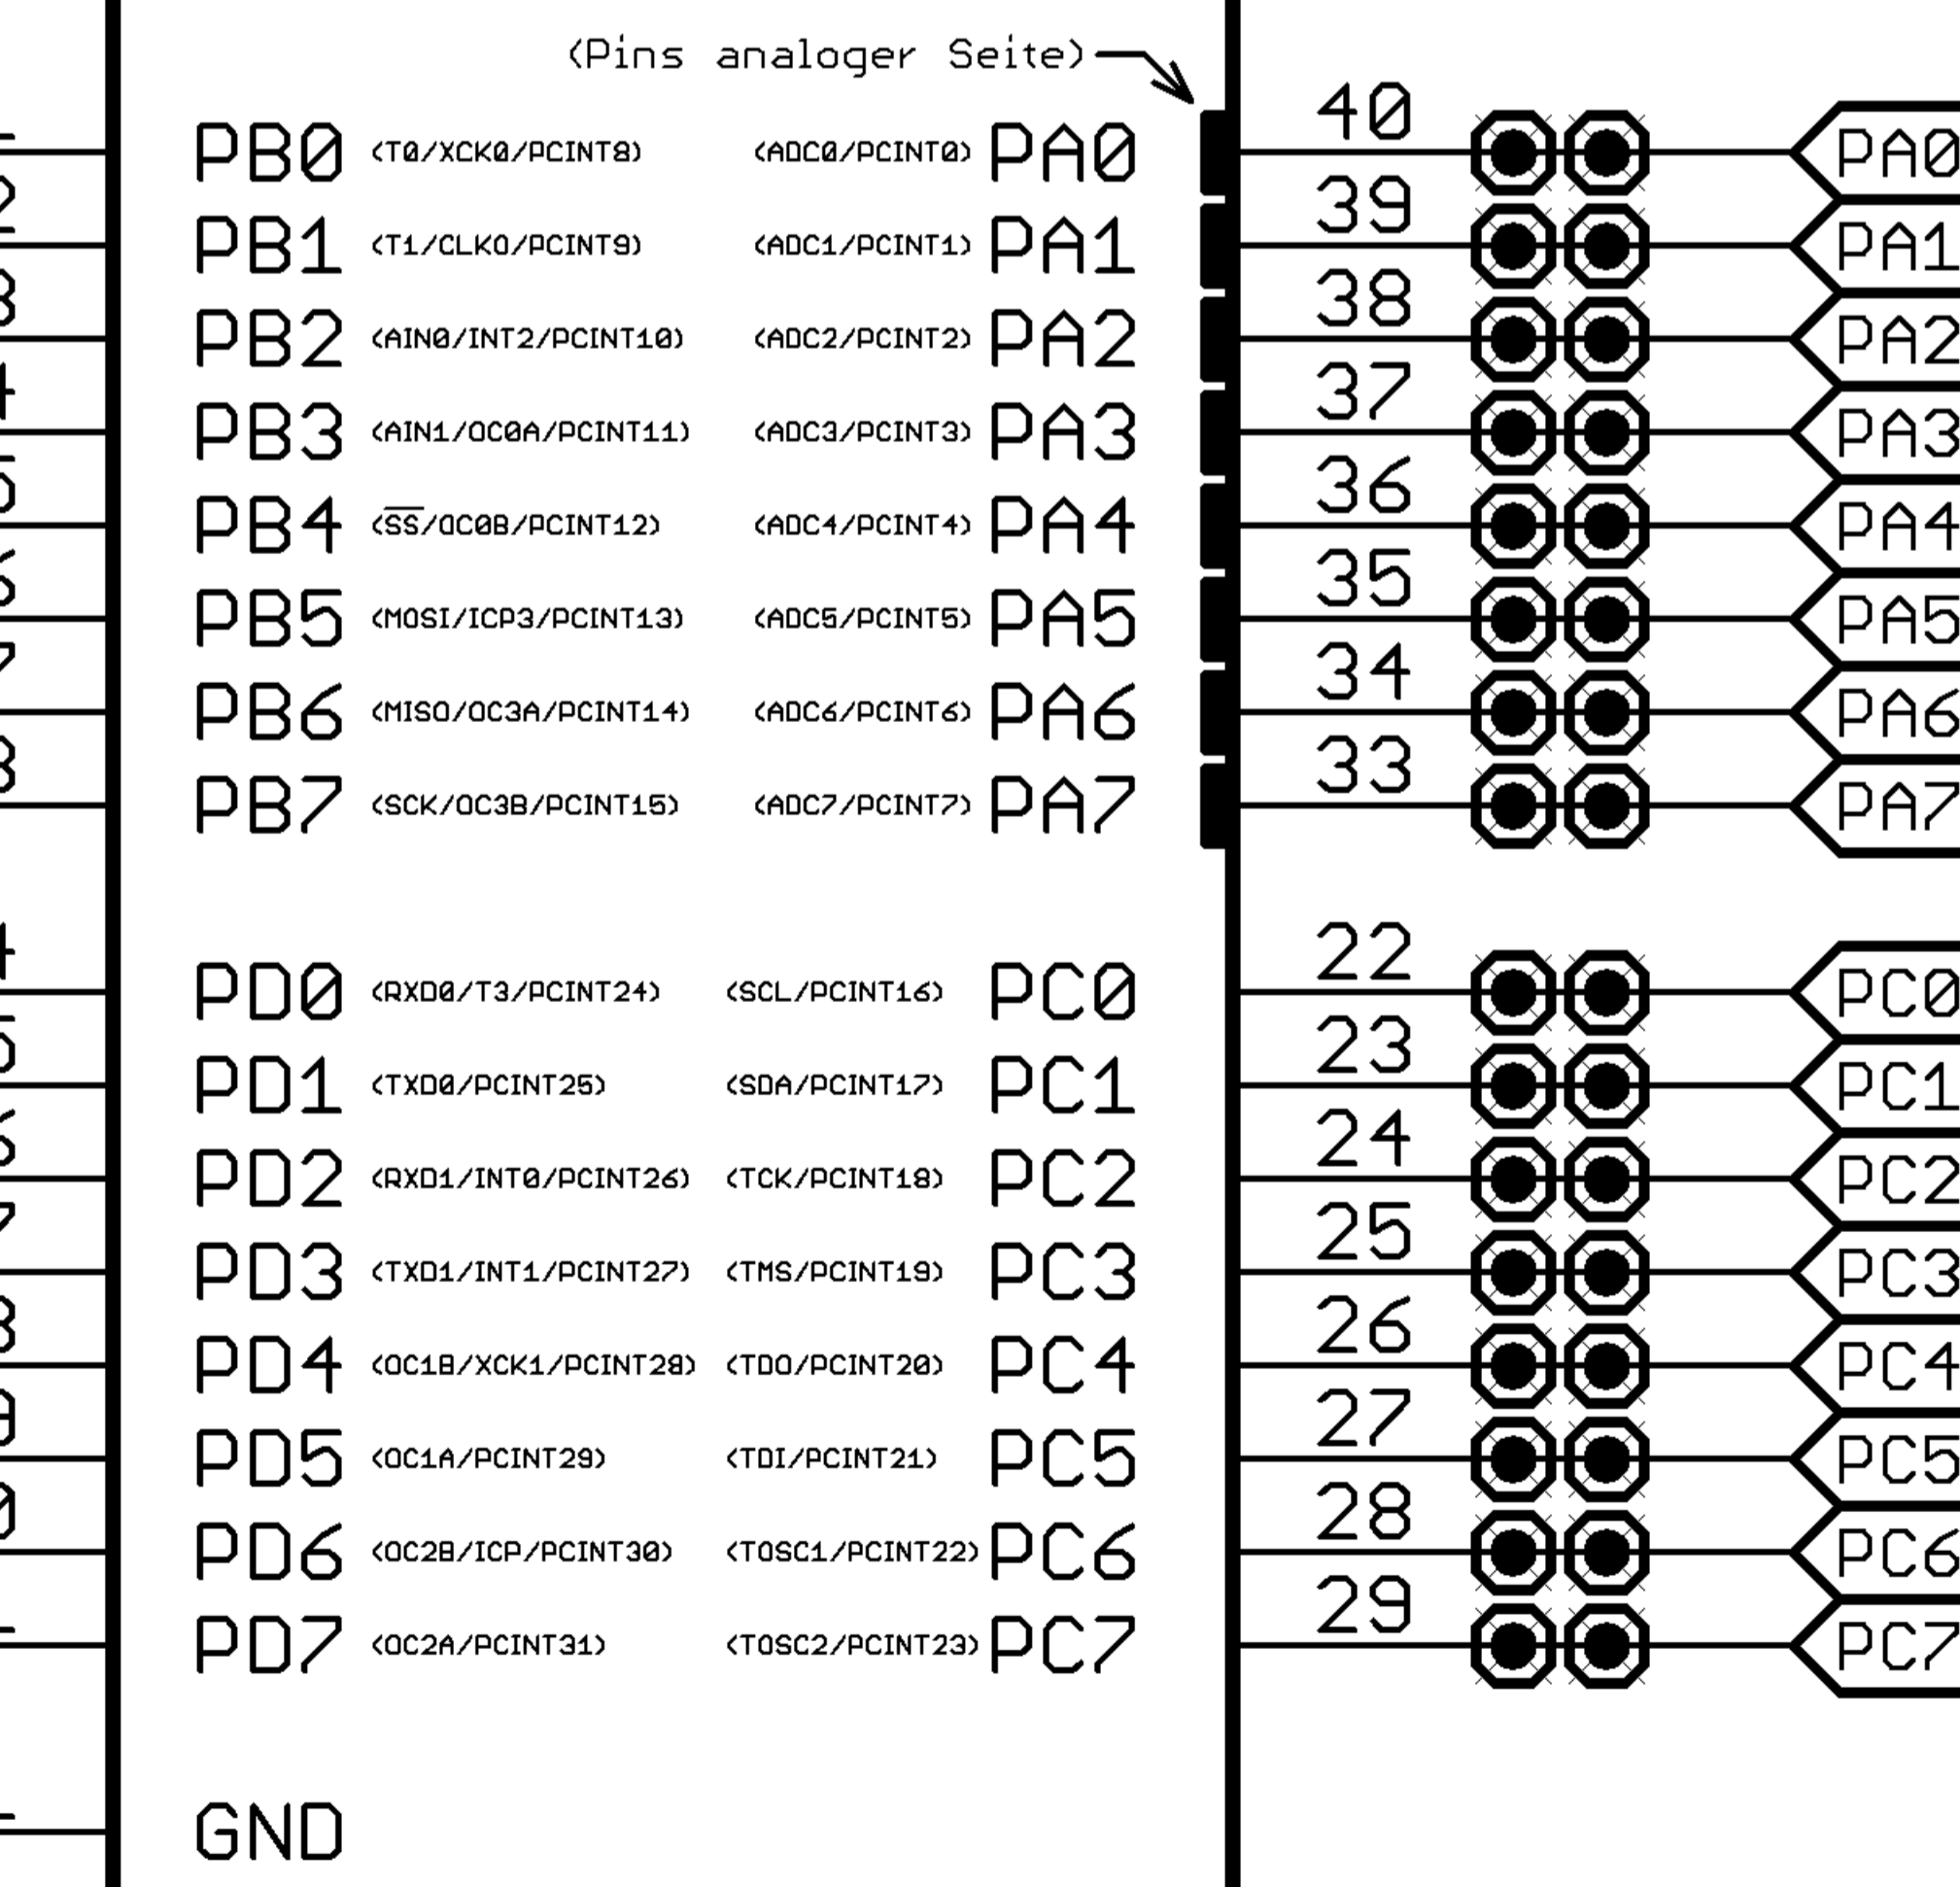 (Pins analoger Seite)
PB0 (T0/XCK0/PCINT8) (ADC0/PCINT0) PA0 40 PA0
PB1 (T1/CLKO/PCINT9) (ADC1/PCINT1) PA1 39 PA1
PB2 (AIN0/INT2/PCINT10) (ADC2/PCINT2) PA2 38 PA2
PB3 (AIN1/OC0A/PCINT11) (ADC3/PCINT3) PA3 37 PA3
PB4 (S̅S̅/OC0B/PCINT12) (ADC4/PCINT4) PA4 36 PA4
PB5 (MOSI/ICP3/PCINT13) (ADC5/PCINT5) PA5 35 PA5
PB6 (MISO/OC3A/PCINT14) (ADC6/PCINT6) PA6 34 PA6
PB7 (SCK/OC3B/PCINT15) (ADC7/PCINT7) PA7 33 PA7
PD0 (RXD0/T3/PCINT24) (SCL/PCINT16) PC0 22 PC0
PD1 (TXD0/PCINT25) (SDA/PCINT17) PC1 23 PC1
PD2 (RXD1/INT0/PCINT26) (TCK/PCINT18) PC2 24 PC2
PD3 (TXD1/INT1/PCINT27) (TMS/PCINT19) PC3 25 PC3
PD4 (OC1B/XCK1/PCINT28) (TDO/PCINT20) PC4 26 PC4
PD5 (OC1A/PCINT29) (TDI/PCINT21) PC5 27 PC5
PD6 (OC2B/ICP/PCINT30) (TOSC1/PCINT22) PC6 28 PC6
PD7 (OC2A/PCINT31) (TOSC2/PCINT23) PC7 29 PC7
GND